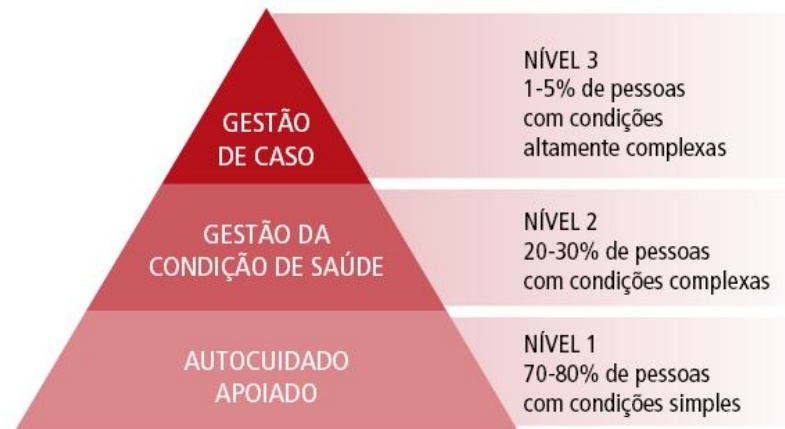 GESTÃO
DE CASO
NÍVEL 3
1-5% de pessoas
com condições
altamente complexas
GESTÃO DA
CONDIÇÃO DE SAÚDE
NÍVEL 2
20-30% de pessoas
com condições complexas
AUTOCUIDADO
APOIADO
NÍVEL 1
70-80% de pessoas
com condições simples